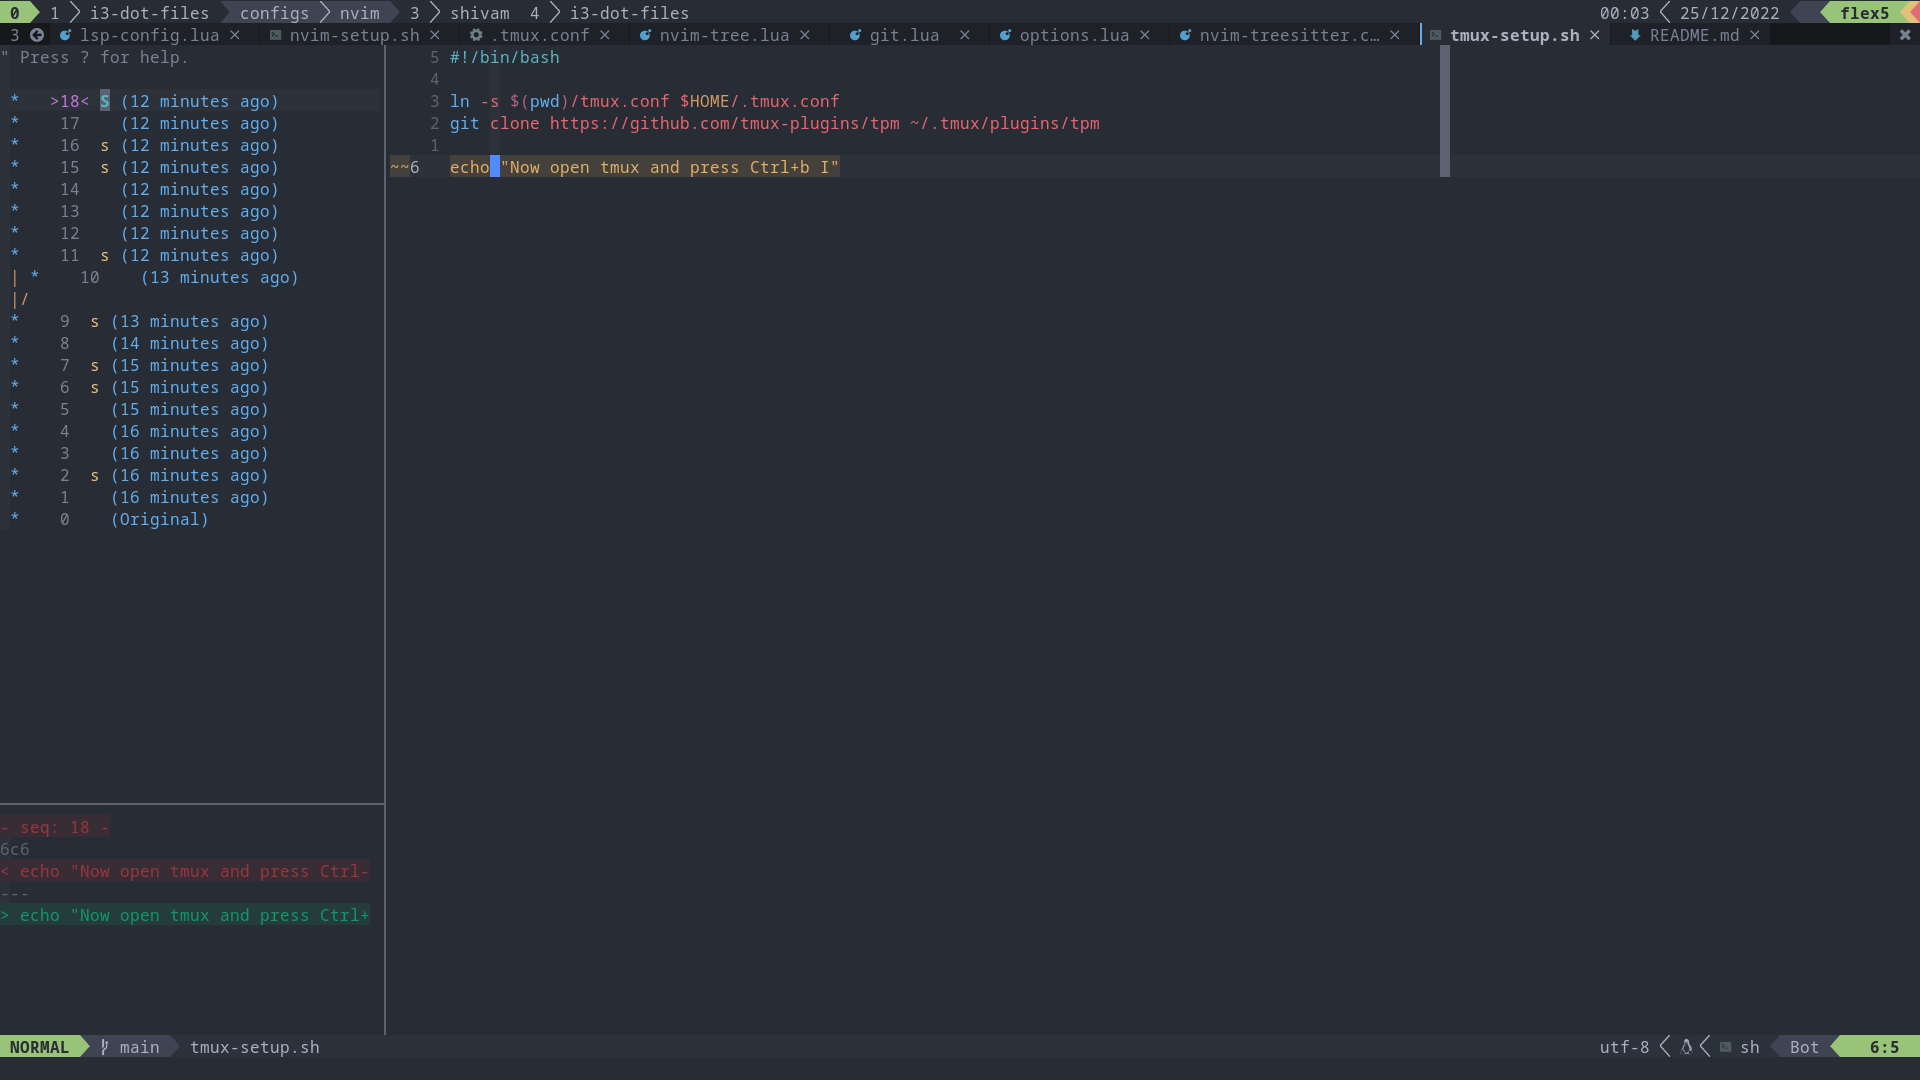 0 1 i3-dot-files configs nvim 3 shivam 4 i3-dot-files 00:03 25/12/2022 flex5
3 lsp-config.lua × nvim-setup.sh × .tmux.conf × nvim-tree.lua × git.lua × options.lua × nvim-treesitter.c… × tmux-setup.sh × README.md ×
" Press ? for help.
* >18< S (12 minutes ago)
* 17 (12 minutes ago)
* 16 s (12 minutes ago)
* 15 s (12 minutes ago)
* 14 (12 minutes ago)
* 13 (12 minutes ago)
* 12 (12 minutes ago)
* 11 s (12 minutes ago)
| * 10 (13 minutes ago)
|/
* 9 s (13 minutes ago)
* 8 (14 minutes ago)
* 7 s (15 minutes ago)
* 6 s (15 minutes ago)
* 5 (15 minutes ago)
* 4 (16 minutes ago)
* 3 (16 minutes ago)
* 2 s (16 minutes ago)
* 1 (16 minutes ago)
* 0 (Original)
- seq: 18 -
6c6
< echo "Now open tmux and press Ctrl-
---
> echo "Now open tmux and press Ctrl+
5 #!/bin/bash
4
3 ln -s $(pwd)/tmux.conf $HOME/.tmux.conf
2 git clone https://github.com/tmux-plugins/tpm ~/.tmux/plugins/tpm
1
~~6 echo "Now open tmux and press Ctrl+b I"
NORMAL main tmux-setup.sh utf-8 sh Bot 6:5